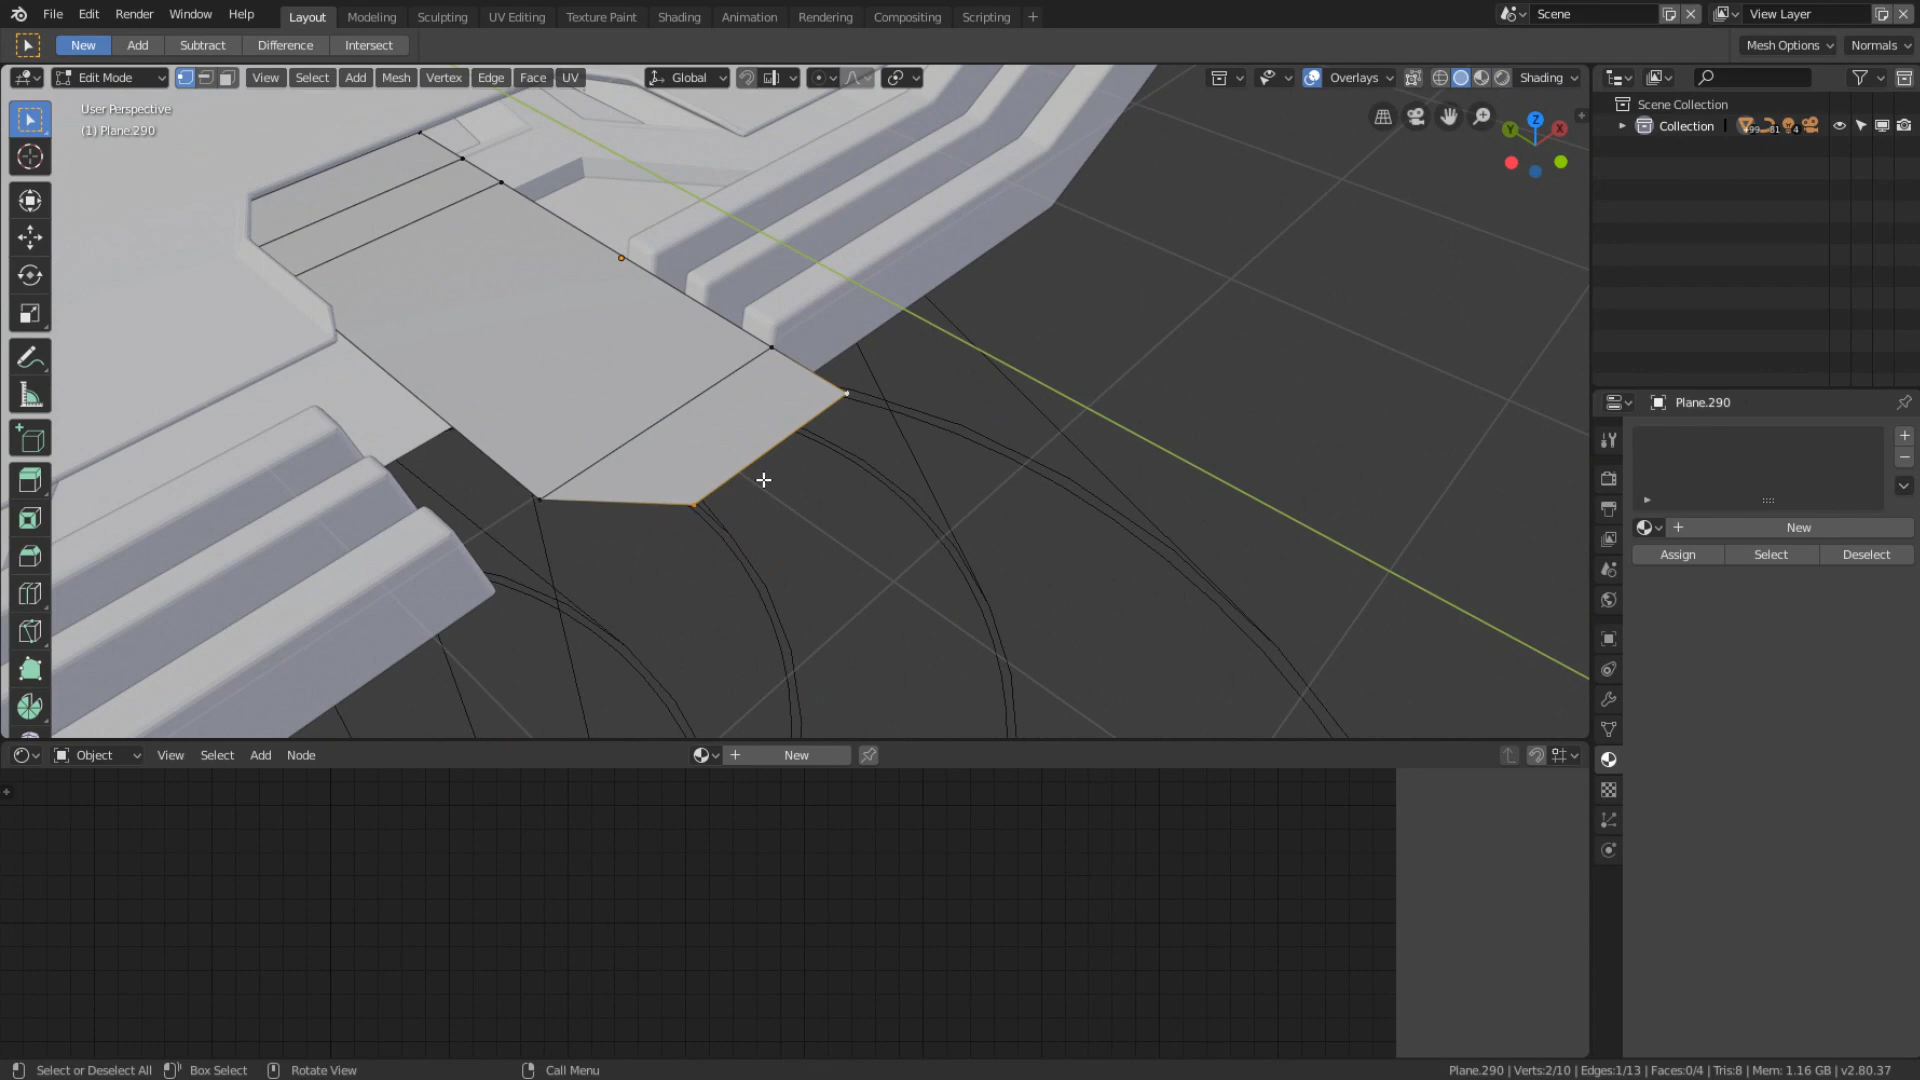 File Edit Render Window Help Layout Modeling Sculpting UV Editing Texture Paint Shading Animation Rendering Compositing Scripting Scene View Layer
New Add Subtract Difference Intersect Mesh Options Normals
Edit Mode View Select Add Mesh Vertex Edge Face UV Global Overlays Shading
User Perspective
(1) Plane.290
Z
Y
X
Scene Collection
Collection
Plane.290
New
Assign Select Deselect
Object View Select Add Node New
Select or Deselect All Box Select Rotate View Call Menu Plane.290 | Verts:2/10 | Edges:1/13 | Faces:0/4 | Tris:8 | Mem: 1.16 GB | v2.80.37